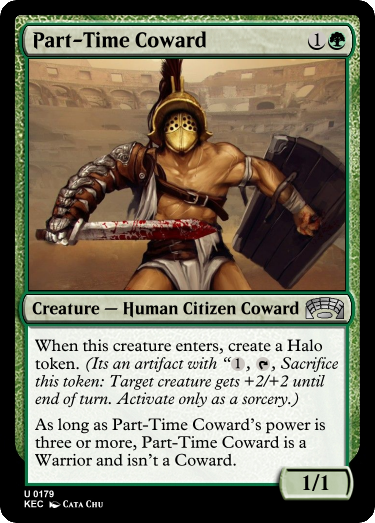 Part-Time Coward 1
Creature — Human Citizen Coward
When this creature enters, create a Halo
token. (Its an artifact with “1, , Sacrifice
this token: Target creature gets +2/+2 until
end of turn. Activate only as a sorcery.)
As long as Part-Time Coward's power is
three or more, Part-Time Coward is a
Warrior and isn't a Coward.
1/1
U 0179
KEC Cata Chu